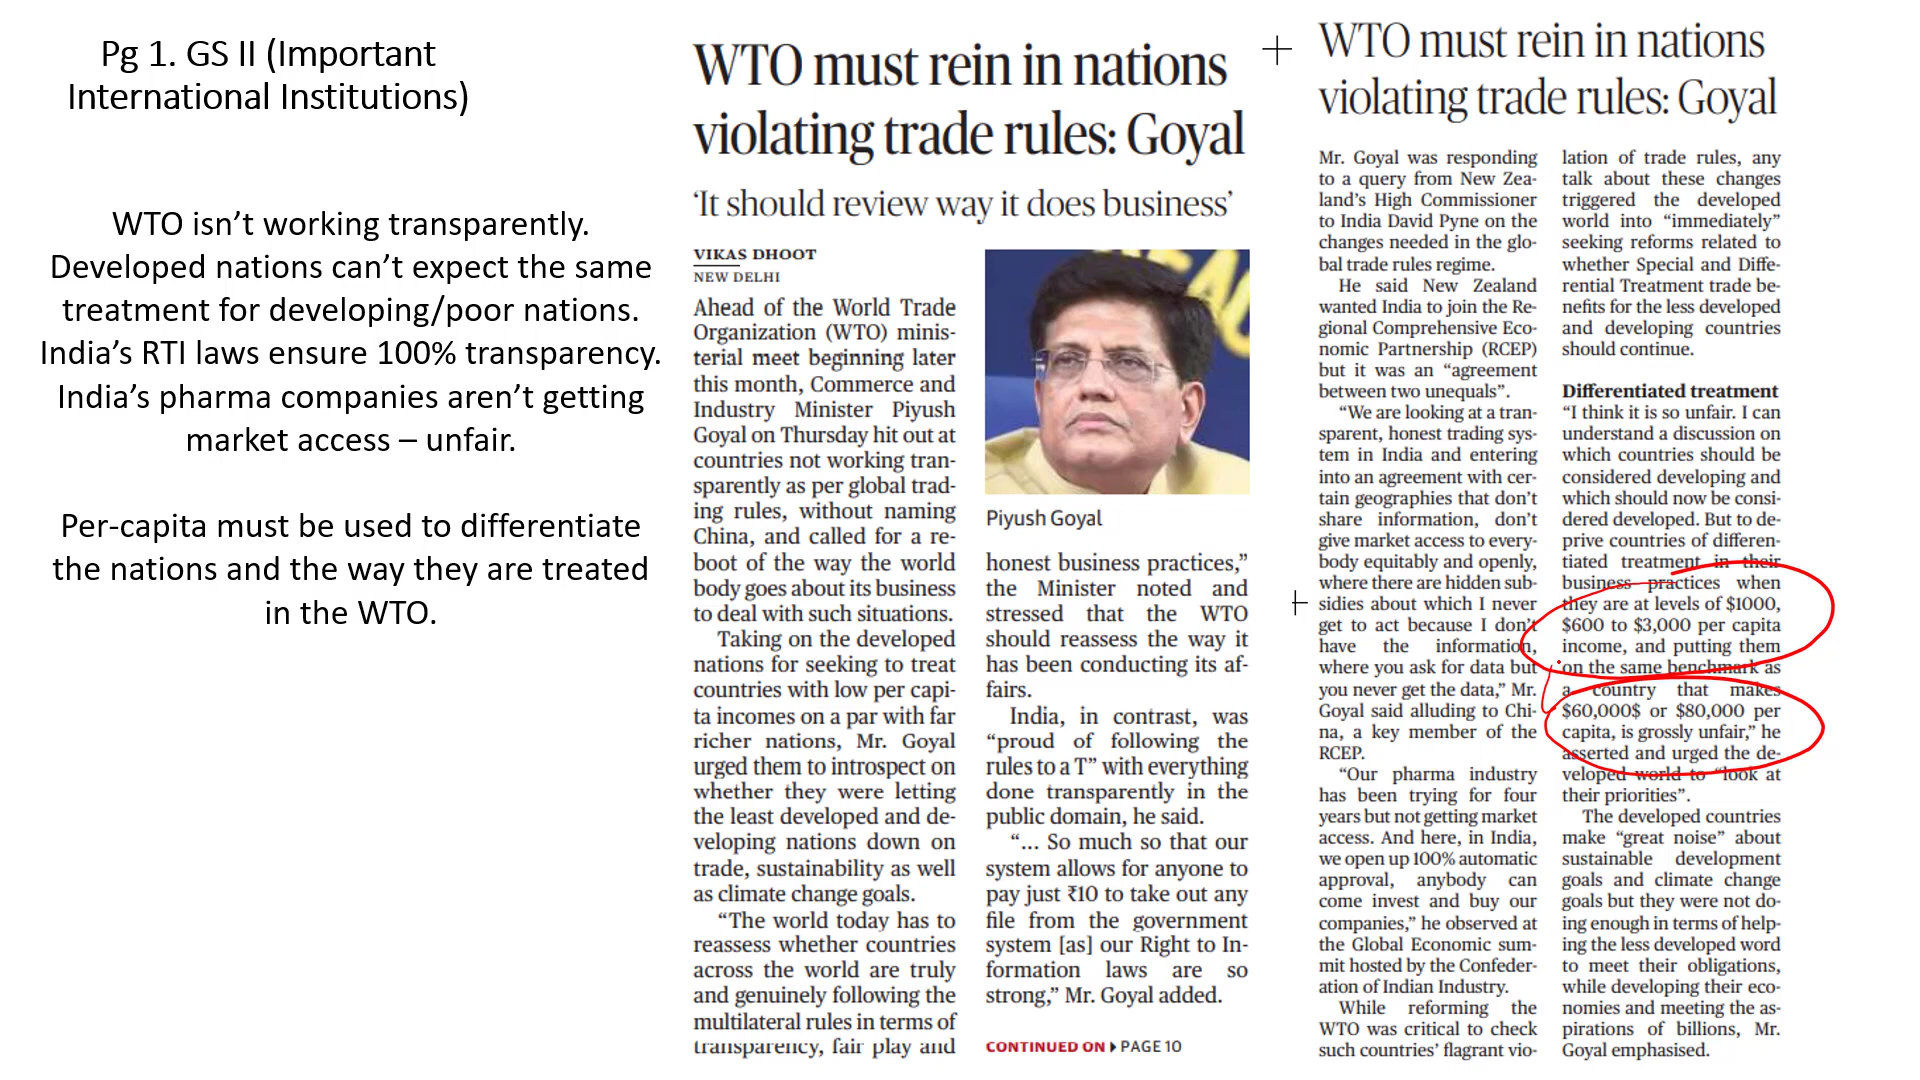 Pg 1. GS II (Important
International Institutions)
WTO isn’t working transparently.
Developed nations can’t expect the same
treatment for developing/poor nations.
India’s RTI laws ensure 100% transparency.
India’s pharma companies aren’t getting
market access – unfair.
Per-capita must be used to differentiate
the nations and the way they are treated
in the WTO.
WTO must rein in nations
violating trade rules: Goyal
‘It should review way it does business’
VIKAS DHOOT
NEW DELHI
Ahead of the World Trade
Organization (WTO) minis-
terial meet beginning later
this month, Commerce and
Industry Minister Piyush
Goyal on Thursday hit out at
countries not working tran-
sparently as per global trad-
ing rules, without naming
China, and called for a re-
boot of the way the world
body goes about its business
to deal with such situations.
Taking on the developed
nations for seeking to treat
countries with low per capi-
ta incomes on a par with far
richer nations, Mr. Goyal
urged them to introspect on
whether they were letting
the least developed and de-
veloping nations down on
trade, sustainability as well
as climate change goals.
“The world today has to
reassess whether countries
across the world are truly
and genuinely following the
multilateral rules in terms of
transparency, fair play and
Piyush Goyal
honest business practices,”
the Minister noted and
stressed that the WTO
should reassess the way it
has been conducting its af-
fairs.
India, in contrast, was
“proud of following the
rules to a T” with everything
done transparently in the
public domain, he said.
“... So much so that our
system allows for anyone to
pay just ₹10 to take out any
file from the government
system [as] our Right to In-
formation laws are so
strong,” Mr. Goyal added.
CONTINUED ON PAGE 10
WTO must rein in nations
violating trade rules: Goyal
Mr. Goyal was responding
to a query from New Zea-
land’s High Commissioner
to India David Pyne on the
changes needed in the glo-
bal trade rules regime.
He said New Zealand
wanted India to join the Re-
gional Comprehensive Eco-
nomic Partnership (RCEP)
but it was an “agreement
between two unequals”.
“We are looking at a tran-
sparent, honest trading sys-
tem in India and entering
into an agreement with cer-
tain geographies that don’t
share information, don’t
give market access to every-
body equitably and openly,
where there are hidden sub-
sidies about which I never
get to act because I don’t
have the information,
where you ask for data but
you never get the data,” Mr.
Goyal said alluding to Chi-
na, a key member of the
RCEP.
“Our pharma industry
has been trying for four
years but not getting market
access. And here, in India,
we open up 100% automatic
approval, anybody can
come invest and buy our
companies,” he observed at
the Global Economic sum-
mit hosted by the Confeder-
ation of Indian Industry.
While reforming the
WTO was critical to check
such countries’ flagrant vio-
lation of trade rules, any
talk about these changes
triggered the developed
world into “immediately”
seeking reforms related to
whether Special and Diffe-
rential Treatment trade be-
nefits for the less developed
and developing countries
should continue.
Differentiated treatment
“I think it is so unfair. I can
understand a discussion on
which countries should be
considered developing and
which should now be consi-
dered developed. But to de-
prive countries of differen-
tiated treatment in their
business practices when
they are at levels of $1000,
$600 to $3,000 per capita
income, and putting them
on the same benchmark as
a country that makes
$60,000$ or $80,000 per
capita, is grossly unfair,” he
asserted and urged the de-
veloped world to “look at
their priorities”.
The developed countries
make “great noise” about
sustainable development
goals and climate change
goals but they were not do-
ing enough in terms of help-
ing the less developed word
to meet their obligations,
while developing their eco-
nomies and meeting the as-
pirations of billions, Mr.
Goyal emphasised.